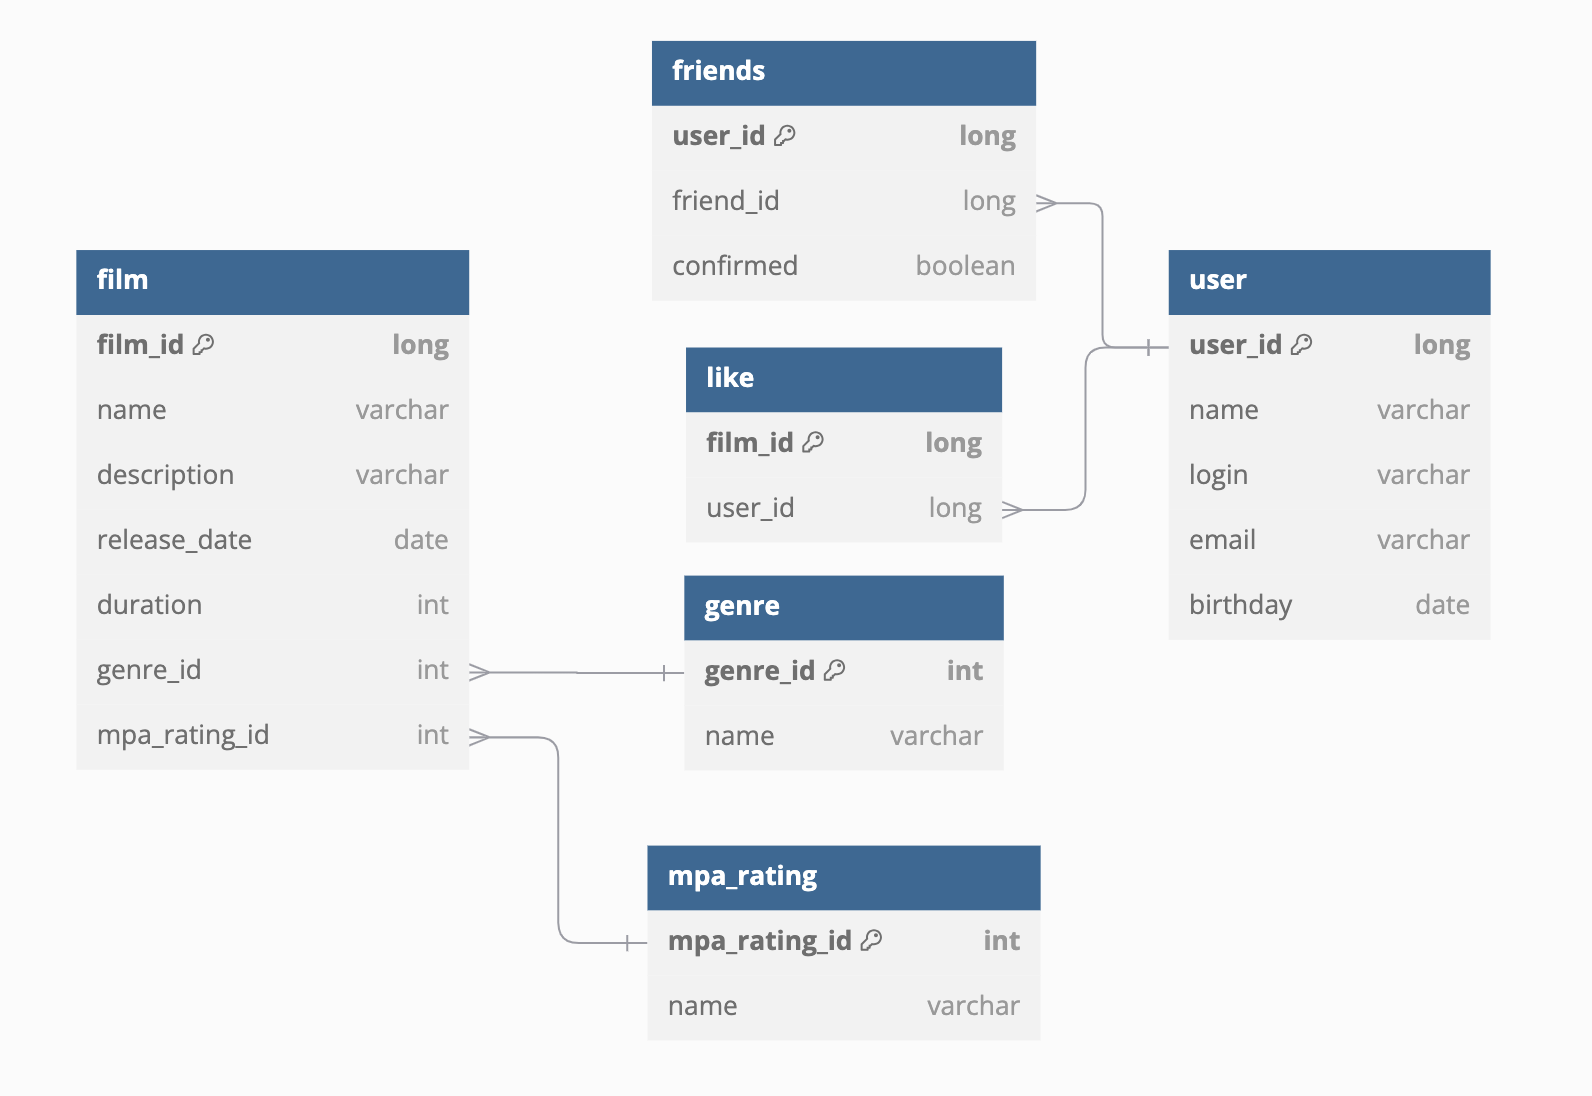 friends
user_id long
friend_id long
confirmed boolean
film
film_id long
name varchar
description varchar
release_date date
duration int
genre_id int
mpa_rating_id int
like
film_id long
user_id long
genre
genre_id int
name varchar
mpa_rating
mpa_rating_id int
name varchar
user
user_id long
name varchar
login varchar
email varchar
birthday date